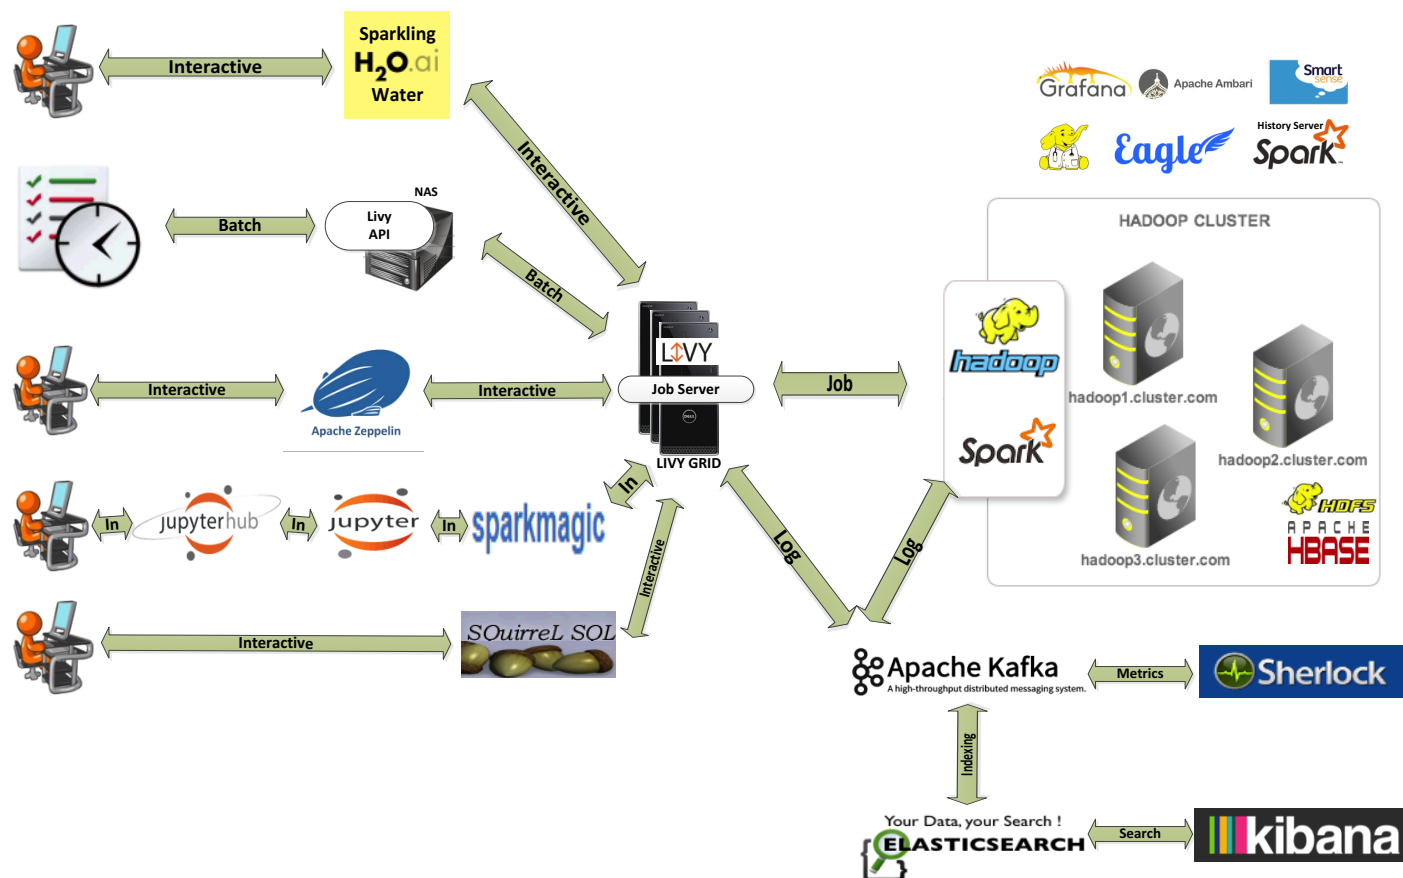 Sparkling
H2O.ai
Water
Interactive
Interactive
Grafana
Apache Ambari
Smart
sense
Eagle
History Server
Spark
NAS
Livy
API
Batch
Batch
HADOOP CLUSTER
hadoop
Spark
hadoop1.cluster.com
hadoop2.cluster.com
hadoop3.cluster.com
HDFS
APACHE
HBASE
LIVY
Job Server
DELL
LIVY GRID
Job
Interactive
Apache Zeppelin
Interactive
In
jupyterhub
In
jupyter
In
sparkmagic
In
Interactive
Interactive
SQuirreL SQL
Log
Log
Apache Kafka
A high-throughput distributed messaging system.
Metrics
Sherlock
Indexing
Your Data, your Search !
ELASTICSEARCH
Search
kibana